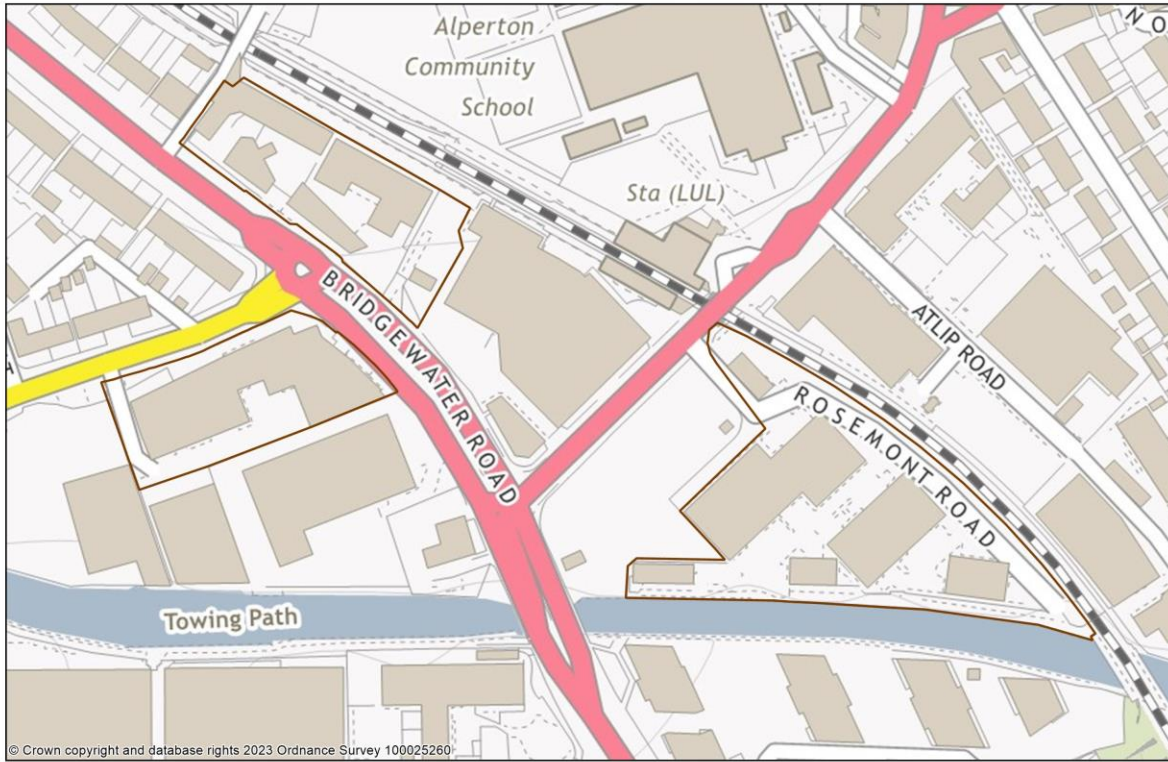 Alperton
Community
School
N O
Sta (LUL)
BRIDGEWATER ROAD
ATLIP ROAD
ROSEMONT ROAD
Towing Path
© Crown copyright and database rights 2023 Ordnance Survey 100025260